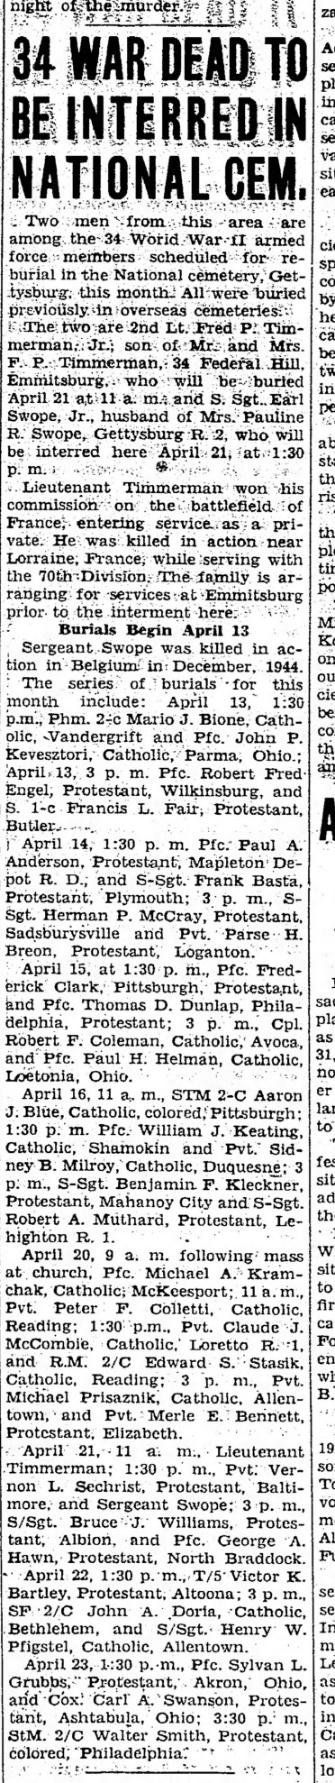 night of the murder.
34 WAR DEAD TO
BE INTERRED IN
NATIONAL CEM.
Two men from this area are
among the 34 World War II armed
force members scheduled for re-
burial in the National cemetery, Get-
tysburg, this month. All were buried
previously in overseas cemeteries.
The two are 2nd Lt. Fred P. Tim-
merman, Jr., son of Mr. and Mrs.
F. P. Timmerman, 34 Federal Hill,
Emmitsburg, who will be buried
April 21 at 11 a. m. and S. Sgt. Earl
Swope, Jr., husband of Mrs. Pauline
R. Swope, Gettysburg R. 2, who will
be interred here April 21, at 1:30
p. m.
Lieutenant Timmerman won his
commission on the battlefield of
France, entering service as a pri-
vate. He was killed in action near
Lorraine, France, while serving with
the 70th Division. The family is ar-
ranging for services at Emmitsburg
prior to the interment here.
Burials Begin April 13
Sergeant Swope was killed in ac-
tion in Belgium in December, 1944.
The series of burials for this
month include: April 13, 1:30
p.m., Phm. 2-c Mario J. Bione, Cath-
olic, Vandergrift and Pfc. John P.
Kevesztori, Catholic, Parma, Ohio.;
April 13, 3 p. m. Pfc. Robert Fred
Engel, Protestant, Wilkinsburg, and
S. 1-c Francis L. Fair, Protestant,
Butler.
April 14, 1:30 p. m. Pfc. Paul A.
Anderson, Protestant, Mapleton De-
pot R. D., and S-Sgt. Frank Basta,
Protestant, Plymouth; 3 p. m., S-
Sgt. Herman P. McCray, Protestant,
Sadsburysville and Pvt. Parse H.
Breon, Protestant, Loganton.
April 15, at 1:30 p. m., Pfc. Fred-
erick Clark, Pittsburgh, Protestant,
and Pfc. Thomas D. Dunlap, Phila-
delphia, Protestant; 3 p. m., Cpl.
Robert F. Coleman, Catholic, Avoca,
and Pfc. Paul H. Helman, Catholic,
Loetonia, Ohio.
April 16, 11 a. m., STM 2-C Aaron
J. Blue, Catholic, colored, Pittsburgh;
1:30 p. m. Pfc. William J. Keating,
Catholic, Shamokin and Pvt. Sid-
ney B. Milroy, Catholic, Duquesne; 3
p. m., S-Sgt. Benjamin F. Kleckner,
Protestant, Mahanoy City and S-Sgt.
Robert A. Muthard, Protestant, Le-
highton R. 1.
April 20, 9 a. m. following mass
at church, Pfc. Michael A. Kram-
chak, Catholic, McKeesport; 11 a. m.,
Pvt. Peter F. Colletti, Catholic,
Reading; 1:30 p.m., Pvt. Claude J.
McCombie, Catholic, Loretto R. 1,
and R.M. 2/C Edward S. Stasik,
Catholic, Reading; 3 p. m., Pvt.
Michael Prisaznik, Catholic, Allen-
town, and Pvt. Merle E. Bennett,
Protestant, Elizabeth.
April 21, 11 a. m., Lieutenant
Timmerman; 1:30 p. m., Pvt. Ver-
non L. Sechrist, Protestant, Balti-
more, and Sergeant Swope; 3 p. m.,
S/Sgt. Bruce J. Williams, Protes-
tant, Albion, and Pfc. George A.
Hawn, Protestant, North Braddock.
April 22, 1:30 p. m., T/5 Victor K.
Bartley, Protestant, Altoona; 3 p. m.,
SF 2/C John A. Doria, Catholic,
Bethlehem, and S/Sgt. Henry W.
Pfigstel, Catholic, Allentown.
April 23, 1:30 p. m., Pfc. Sylvan L.
Grubbs, Protestant, Akron, Ohio,
and Cox. Carl A. Swanson, Protes-
tant, Ashtabula, Ohio; 3:30 p. m.,
StM. 2/C Walter Smith, Protestant,
colored, Philadelphia.